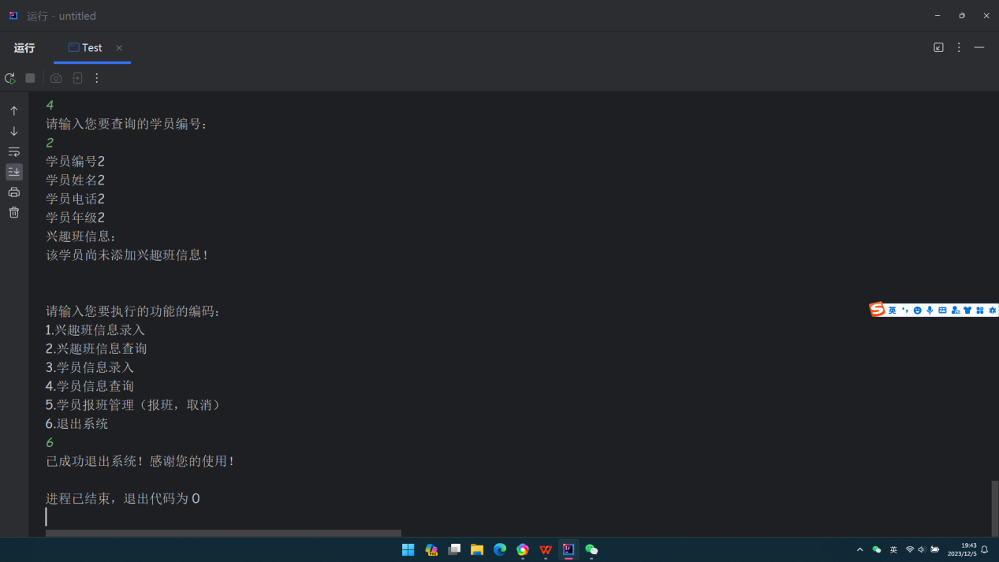 运行 - untitled
运行 Test
4
请输入您要查询的学员编号:
2
学员编号2
学员姓名2
学员电话2
学员年级2
兴趣班信息:
该学员尚未添加兴趣班信息!
请输入您要执行的功能的编码:
1.兴趣班信息录入
2.兴趣班信息查询
3.学员信息录入
4.学员信息查询
5.学员报班管理（报班，取消）
6.退出系统
6
已成功退出系统！感谢您的使用！
进程已结束，退出代码为 0
英
英
19:43
2023/12/5